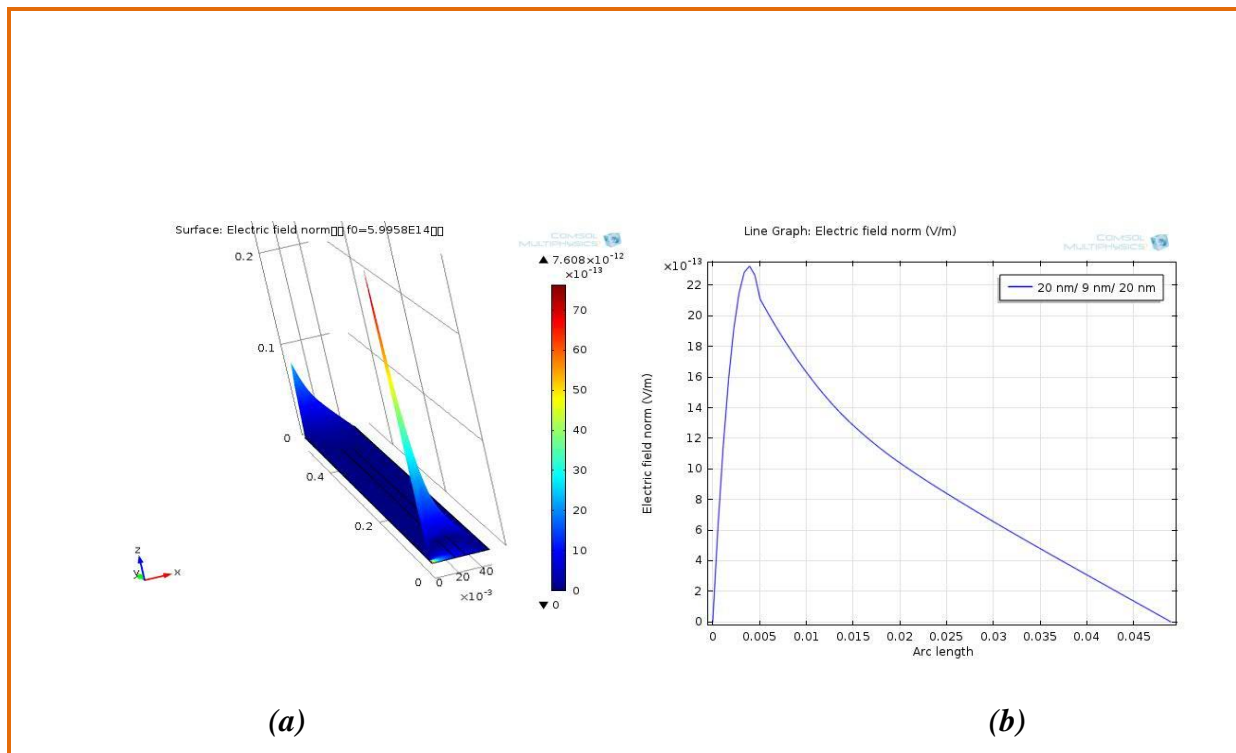 Surface: Electric field norm▯▯ f0=5.9958E14▯▯
COMSOL
MULTIPHYSICS
▲ 7.608×10⁻¹²
×10⁻¹³
0.2
0.1
0
0.4
0.2
0
0 20 40
×10⁻³
70
60
50
40
30
20
10
0
▼ 0
z
y
x
Line Graph: Electric field norm (V/m)
COMSOL
MULTIPHYSICS
×10⁻¹³
20 nm/ 9 nm/ 20 nm
22
20
18
16
14
12
10
8
6
4
2
0
Electric field norm (V/m)
0 0.005 0.01 0.015 0.02 0.025 0.03 0.035 0.04 0.045
Arc length
(a)
(b)